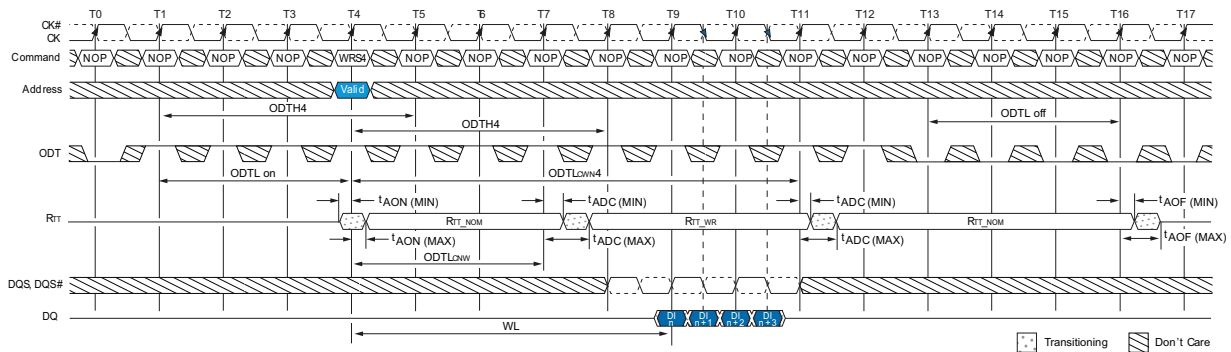 T0 T1 T2 T3 T4 T5 T6 T7 T8 T9 T10 T11 T12 T13 T14 T15 T16 T17
CK#
CK
Command NOP NOP NOP NOP WRS4 NOP NOP NOP NOP NOP NOP NOP NOP NOP NOP NOP NOP NOP
Address Valid
ODTH4
ODTH4
ODTL off
ODT
ODTL on
ODTLCWN4
tAON (MIN)
tADC (MIN)
tADC (MIN)
tAOF (MIN)
RTT
RTT_NOM
RTT_WR
RTT_NOM
tAON (MAX)
tADC (MAX)
tADC (MAX)
tAOF (MAX)
ODTLCNW
DQS, DQS#
DQ
DI n
DI n+1
DI n+2
DI n+3
WL
Transitioning
Don't Care